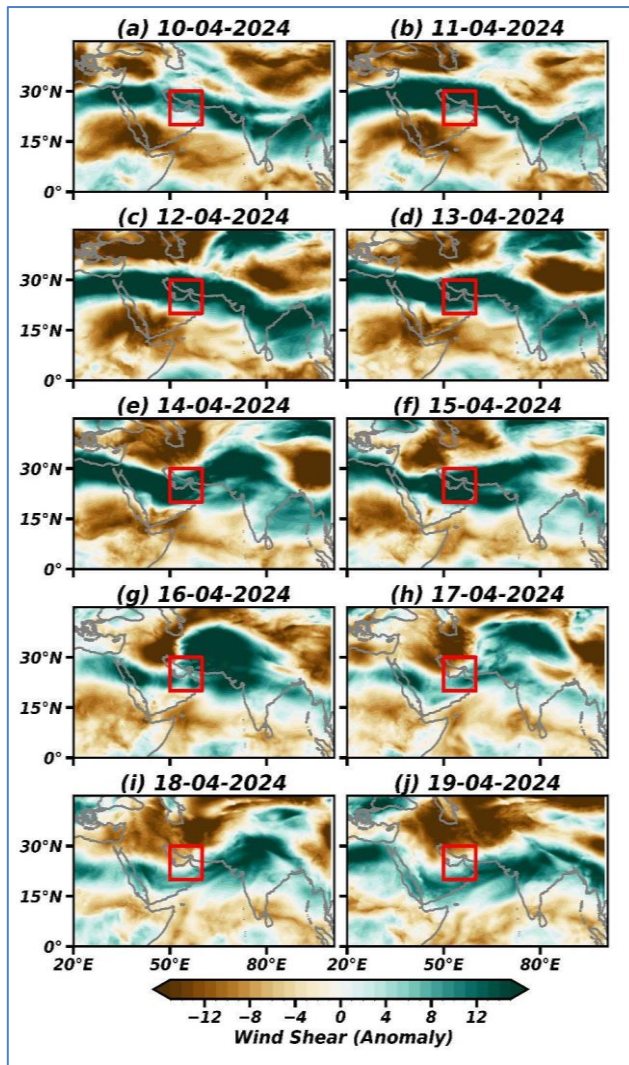 (a) 10-04-2024 (b) 11-04-2024
30°N
15°N
0°
(c) 12-04-2024 (d) 13-04-2024
30°N
15°N
0°
(e) 14-04-2024 (f) 15-04-2024
30°N
15°N
0°
(g) 16-04-2024 (h) 17-04-2024
30°N
15°N
0°
(i) 18-04-2024 (j) 19-04-2024
30°N
15°N
0°
20°E 50°E 80°E 20°E 50°E 80°E
−12 −8 −4 0 4 8 12
Wind Shear (Anomaly)